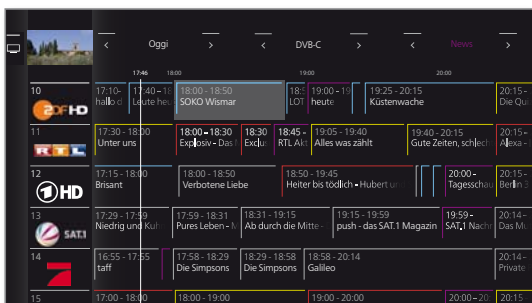 Oggi DVB-C News
17:46 18:00 19:00 20:00
10 17:10- 17:40 - 18 18:00 - 18:50 18:5 19:00 - 19 19:25 - 20:15 20:15 -
ZDF HD hallo d Leute heu SOKO Wismar LOT heute Küstenwache Die Qui
11 17:30 - 18:00 18:00 - 18:30 18:30 18:45 - 19:05 - 19:40 19:40 - 20:15 20:15 -
RTL Unter uns Explosiv - Das Exclus RTL Akt Alles was zählt Gute Zeiten, schlech Alexa -
12 17:15 - 18:00 18:00 - 18:50 18:50 - 19:45 20:00 - 20:15 -
HD Brisant Verbotene Liebe Heiter bis tödlich - Hubert un Tagesschau Berlin
13 17:29 - 17:59 17:59 - 18:31 18:31 - 19:15 19:15 - 19:59 19:59 - 20:14 -
SAT.1 Niedrig und Kuh Pures Leben - Ab durch die Mitte - push - das SAT.1 Magazin SAT.1 Nachr Das Mu
14 16:55 - 17:55 17:58 - 18:29 18:29 - 18:58 18:58 - 20:14 20:14 -
taff Die Simpsons Die Simpsons Galileo Private
15 17:00 - 18:00 18:00 - 19:00 19:00 - 20:00 20:00 - 20 20:15